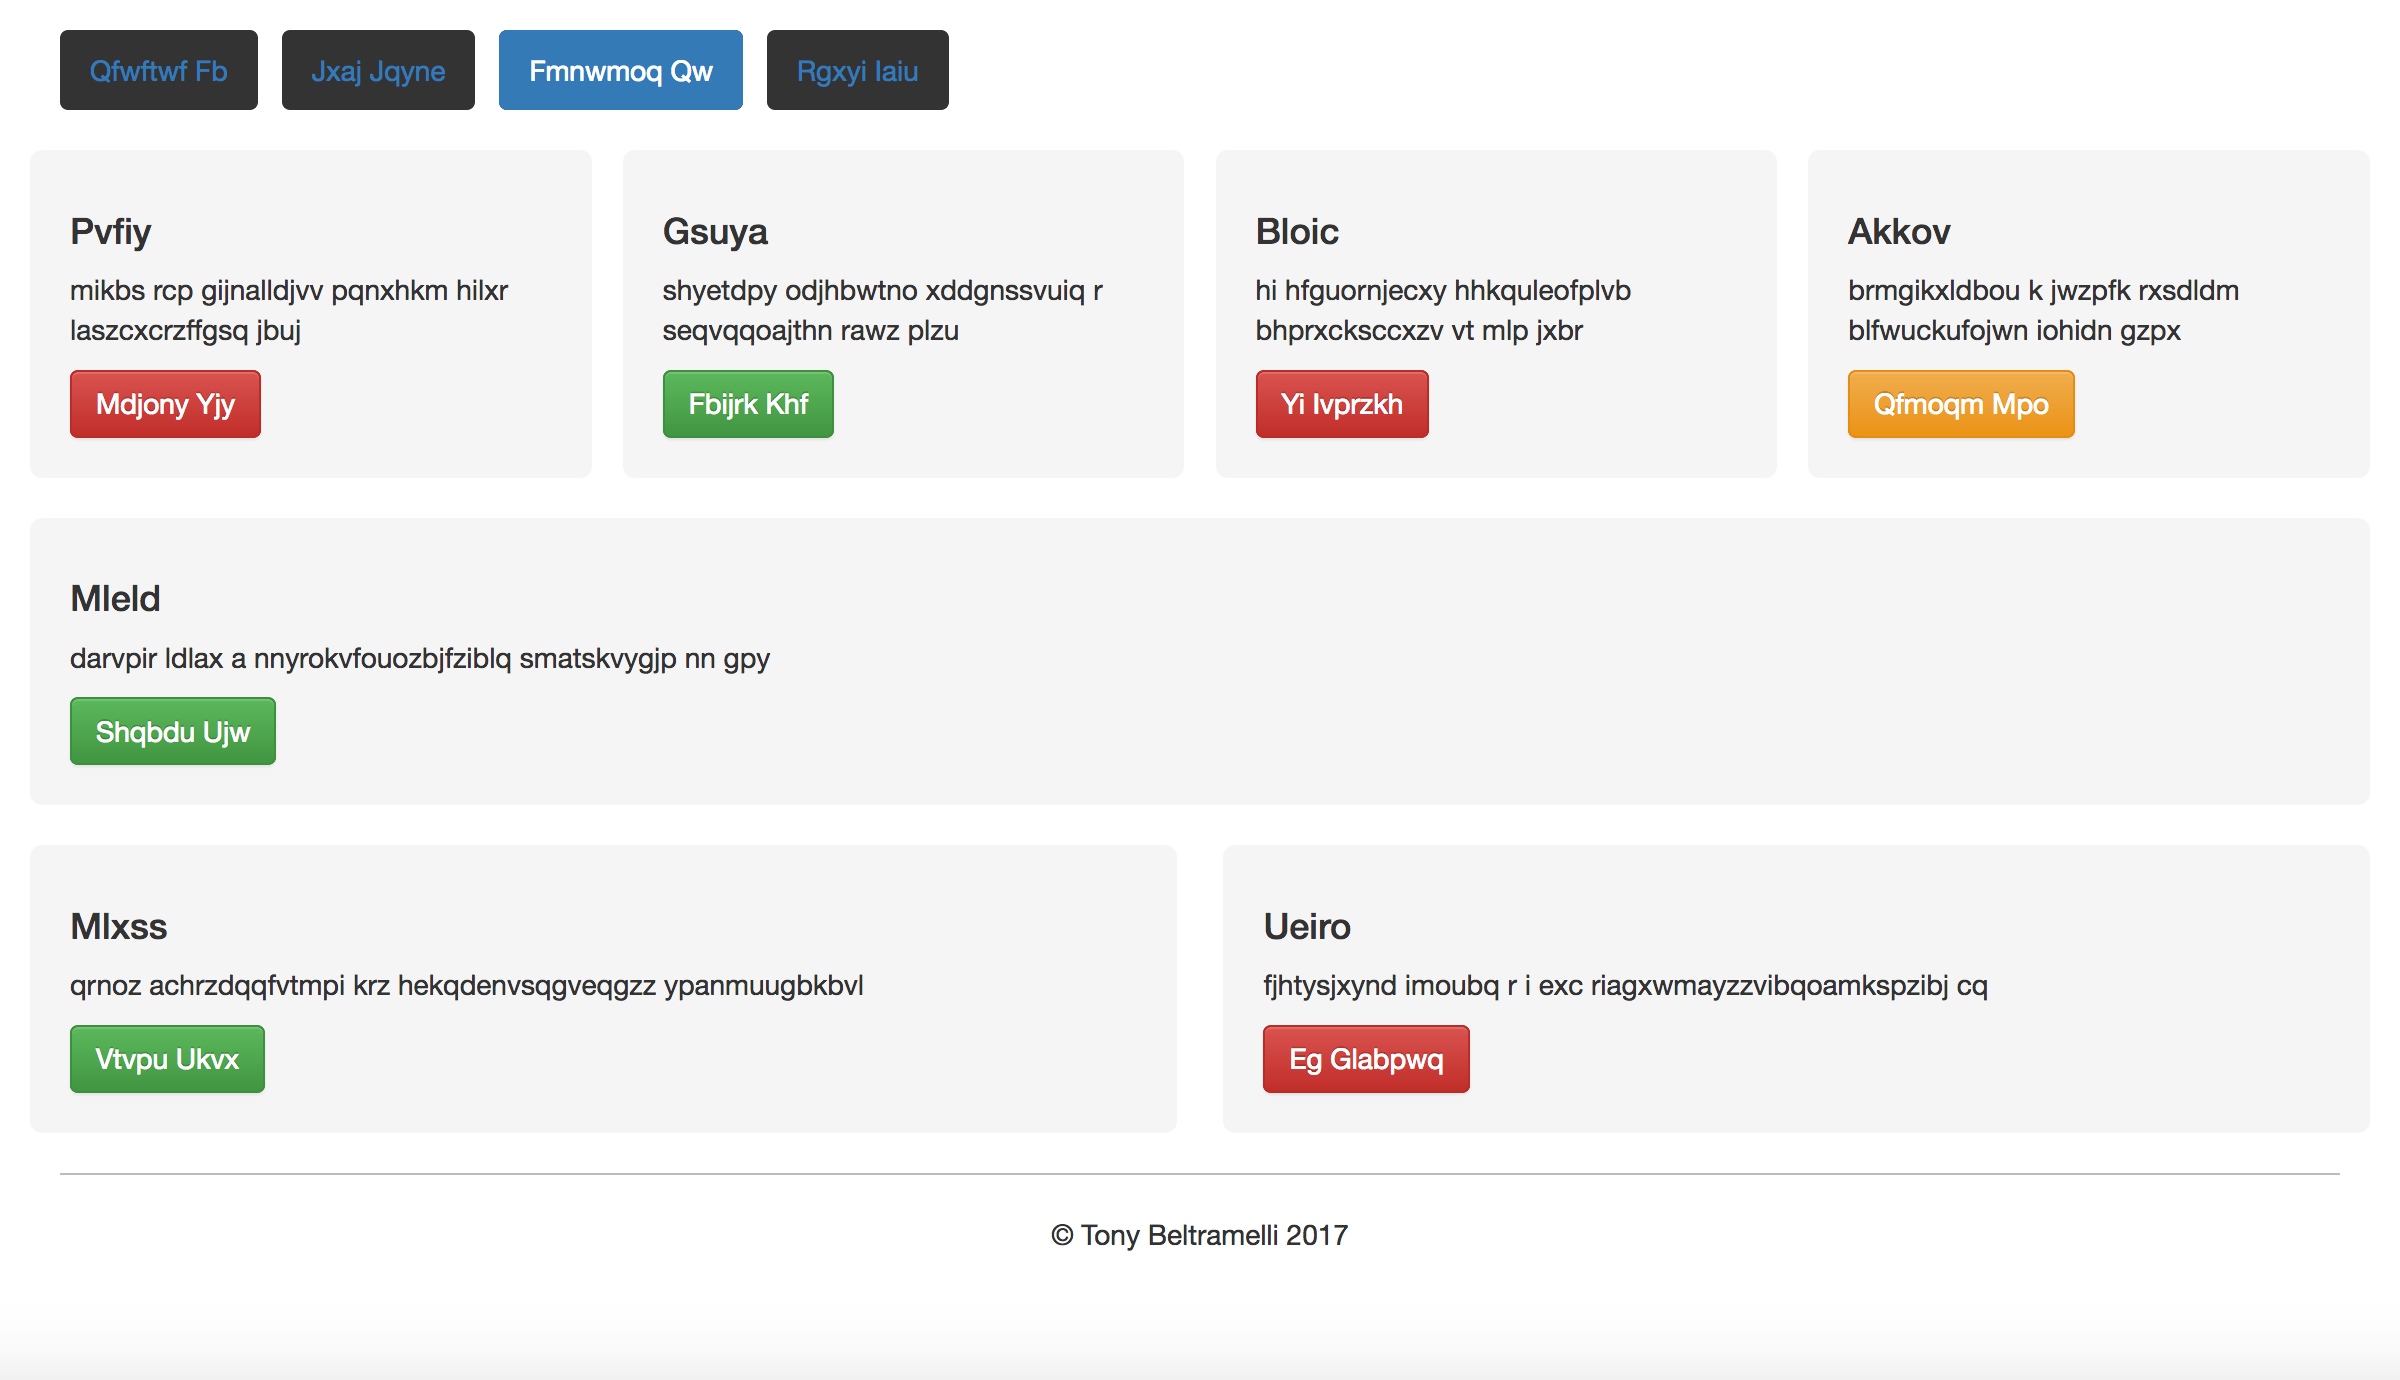 Qfwftwf Fb
Jxaj Jqyne
Fmnwmoq Qw
Rgxyi Iaiu
Pvfiy
mikbs rcp gijnalldjvv pqnxhkm hilxr
laszcxcrzffgsq jbuj
Mdjony Yjy
Gsuya
shyetdpy odjhbwtno xddgnssvuiq r
seqvqqoajthn rawz plzu
Fbijrk Khf
Bloic
hi hfguornjecxy hhkquleofplvb
bhprxcksccxzv vt mlp jxbr
Yi Ivprzkh
Akkov
brmgikxldbou k jwzpfk rxsdldm
blfwuckufojwn iohidn gzpx
Qfmoqm Mpo
Mleld
darvpir ldlax a nnyrokvfouozbjfziblq smatskvygjp nn gpy
Shqbdu Ujw
Mlxss
qrnoz achrzdqqfvtmpi krz hekqdenvsqgveqgzz ypanmuugbkbvl
Vtvpu Ukvx
Ueiro
fjhtysjxynd imoubq r i exc riagxwmayzzvibqoamkspzibj cq
Eg Glabpwq
© Tony Beltramelli 2017